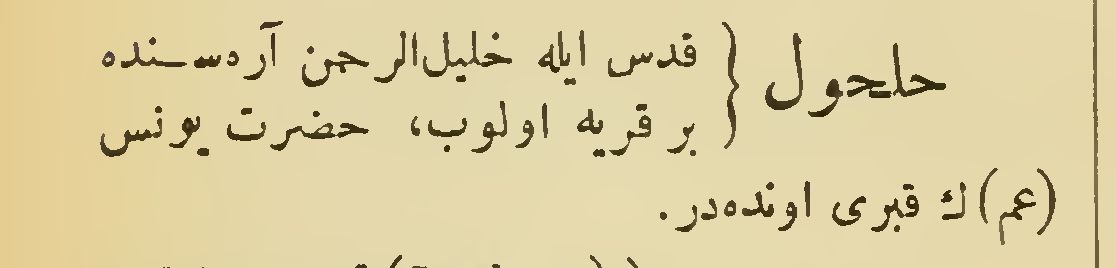 حلحول { قدس ایله خلیل‌الرحمن آره‌سنده
بر قریه اولوب، حضرت یونس
(عم)ك قبری اونده‌در.